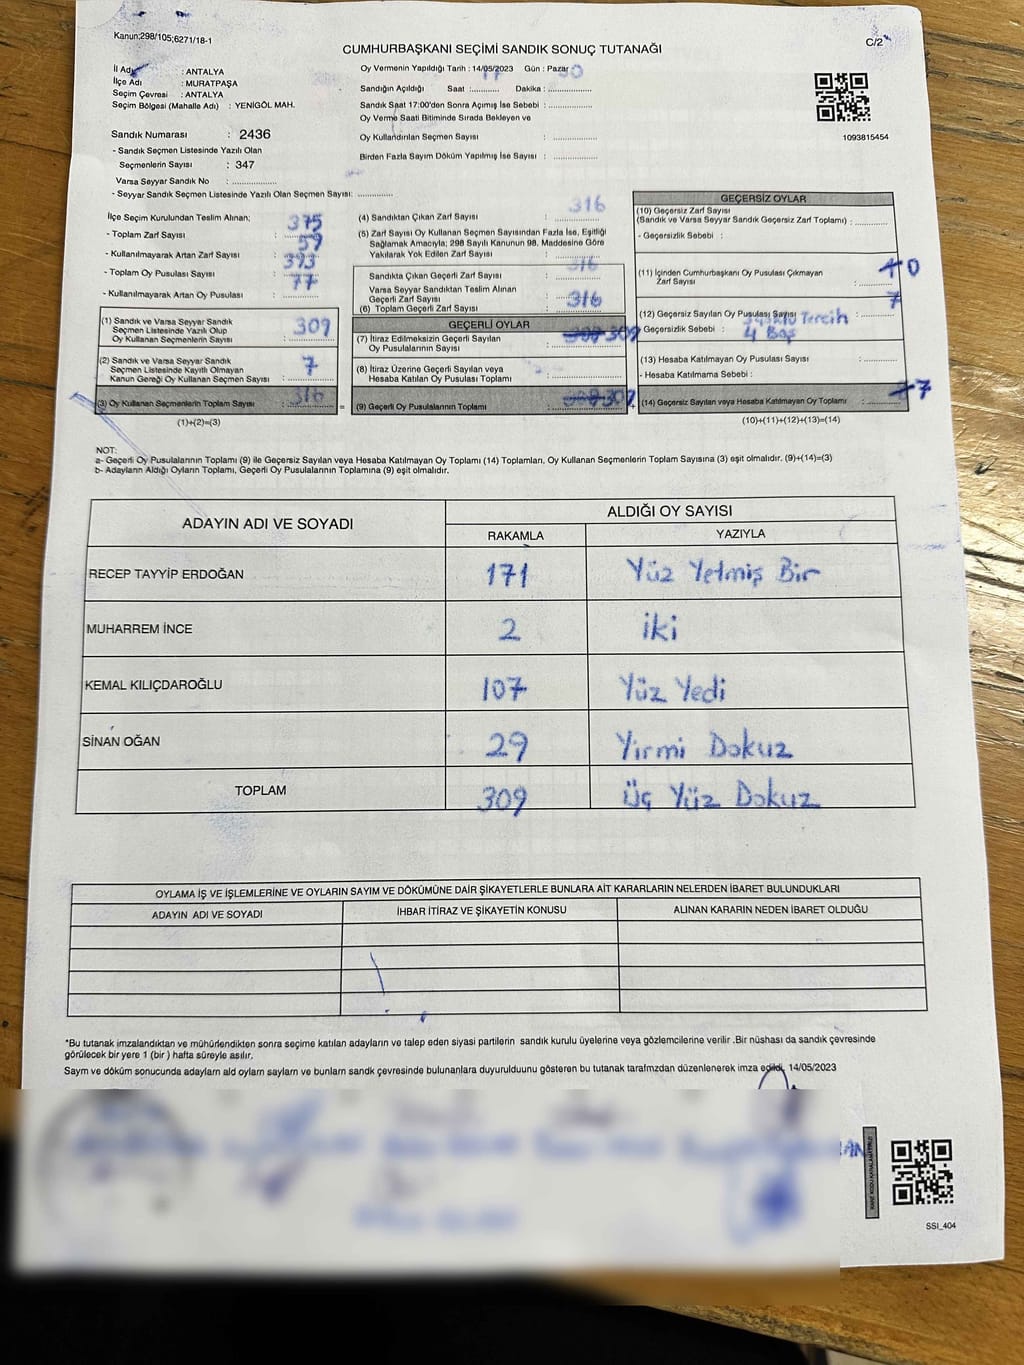 Kanun;298/105;6271/18-1
C/2
CUMHURBAŞKANI SEÇİMİ SANDIK SONUÇ TUTANAĞI
İl Adı : ANTALYA
İlçe Adı : MURATPAŞA
Seçim Çevresi : ANTALYA
Seçim Bölgesi (Mahalle Adı) : YENİGÖL MAH.
Sandık Numarası : 2436
- Sandık Seçmen Listesinde Yazılı Olan
Seçmenlerin Sayısı : 347
Varsa Seyyar Sandık No : ..............
- Seyyar Sandık Seçmen Listesinde Yazılı Olan Seçmen Sayısı: ............
Oy Vermenin Yapıldığı Tarih : 14/05/2023 Gün : Pazar
Sandığın Açıldığı Saat : 17 Dakika : 30
Sandık Saat 17:00'den Sonra Açılmış İse Sebebi : ..............
Oy Verme Saati Bitiminde Sırada Bekleyen ve
Oy Kullandırılan Seçmen Sayısı : ..............
Birden Fazla Sayım Döküm Yapılmış İse Sayısı : ..............
1093815454
İlçe Seçim Kurulundan Teslim Alınan;
- Toplam Zarf Sayısı : 375
- Kullanılmayarak Artan Zarf Sayısı : 59
- Toplam Oy Pusulası Sayısı : 393
- Kullanılmayarak Artan Oy Pusulası : 77
(1) Sandık ve Varsa Seyyar Sandık
Seçmen Listesinde Yazılı Olup
Oy Kullanan Seçmenlerin Sayısı : 309
(2) Sandık ve Varsa Seyyar Sandık
Seçmen Listesinde Kayıtlı Olmayan
Kanun Gereği Oy Kullanan Seçmen Sayısı : 7
(3) Oy Kullanan Seçmenlerin Toplam Sayısı : 316 =
(1)+(2)=(3)
(4) Sandıktan Çıkan Zarf Sayısı : 316
(5) Zarf Sayısı Oy Kullanan Seçmen Sayısından Fazla İse, Eşitliği
Sağlamak Amacıyla; 298 Sayılı Kanunun 98. Maddesine Göre
Yakılarak Yok Edilen Zarf Sayısı : ..............
Sandıkta Çıkan Geçerli Zarf Sayısı : 316
Varsa Seyyar Sandıktan Teslim Alınan
Geçerli Zarf Sayısı
(6) Toplam Geçerli Zarf Sayısı : 316
GEÇERLİ OYLAR
(7) İtiraz Edilmeksizin Geçerli Sayılan
Oy Pusulalarının Sayısı : 309
(8) İtiraz Üzerine Geçerli Sayılan veya
Hesaba Katılan Oy Pusulası Toplamı : ..............
(9) Geçerli Oy Pusulalarının Toplamı : 309 +
GEÇERSİZ OYLAR
(10) Geçersiz Zarf Sayısı
(Sandık ve Varsa Seyyar Sandık Geçersiz Zarf Toplamı) : ........
- Geçersizlik Sebebi :
(11) İçinden Cumhurbaşkanı Oy Pusulası Çıkmayan
Zarf Sayısı : 0
(12) Geçersiz Sayılan Oy Pusulası Sayısı : 7
Geçersizlik Sebebi : Tercih
4 Boş
(13) Hesaba Katılmayan Oy Pusulası Sayısı : ........
- Hesaba Katılmama Sebebi :
(14) Geçersiz Sayılan veya Hesaba Katılmayan Oy Toplamı : 7
(10)+(11)+(12)+(13)=(14)
NOT:
a- Geçerli Oy Pusulalarının Toplamı (9) ile Geçersiz Sayılan veya Hesaba Katılmayan Oy Toplamı (14) Toplamları, Oy Kullanan Seçmenlerin Toplam Sayısına (3) eşit olmalıdır. (9)+(14)=(3)
b- Adayların Aldığı Oyların Toplamı, Geçerli Oy Pusulalarının Toplamına (9) eşit olmalıdır.
ADAYIN ADI VE SOYADI ALDIĞI OY SAYISI
RAKAMLA YAZIYLA
RECEP TAYYİP ERDOĞAN 171 Yüz Yetmiş Bir
MUHARREM İNCE 2 İki
KEMAL KILIÇDAROĞLU 107 Yüz Yedi
SİNAN OĞAN 29 Yirmi Dokuz
TOPLAM 309 Üç Yüz Dokuz
OYLAMA İŞ VE İŞLEMLERİNE VE OYLARIN SAYIM VE DÖKÜMÜNE DAİR ŞİKAYETLERLE BUNLARA AİT KARARLARIN NELERDEN İBARET BULUNDUKLARI
ADAYIN ADI VE SOYADI İHBAR İTİRAZ VE ŞİKAYETİN KONUSU ALINAN KARARIN NEDEN İBARET OLDUĞU
*Bu tutanak imzalandıktan ve mühürlendikten sonra seçime katılan adayların ve talep eden siyasi partilerin sandık kurulu üyelerine veya gözlemcilerine verilir .Bir nüshası da sandık çevresinde
görülecek bir yere 1 (bir ) hafta süreyle asılır.
Sayım ve döküm sonucunda adayların ald oyların sayların ve bunların sandk çevresinde bulunanlara duyurulduunu gösteren bu tutanak tarafmzdan düzenlenerek imza edildi. 14/05/2023
SSI_404